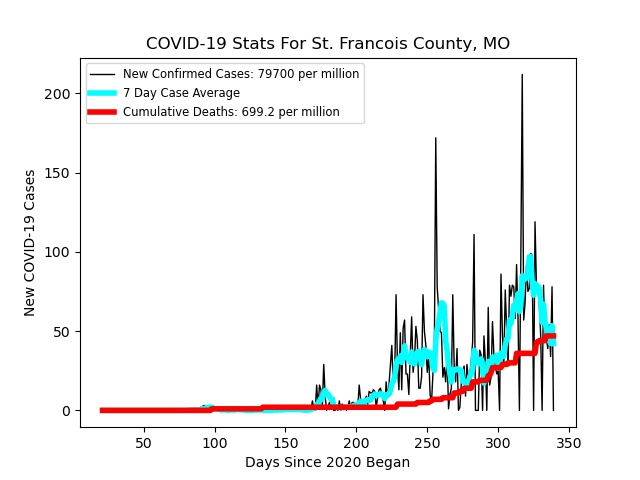 COVID-19 Stats For St. Francois County, MO
New Confirmed Cases: 79700 per million
7 Day Case Average
Cumulative Deaths: 699.2 per million
New COVID-19 Cases
200
150
100
50
0
50 100 150 200 250 300 350
Days Since 2020 Began